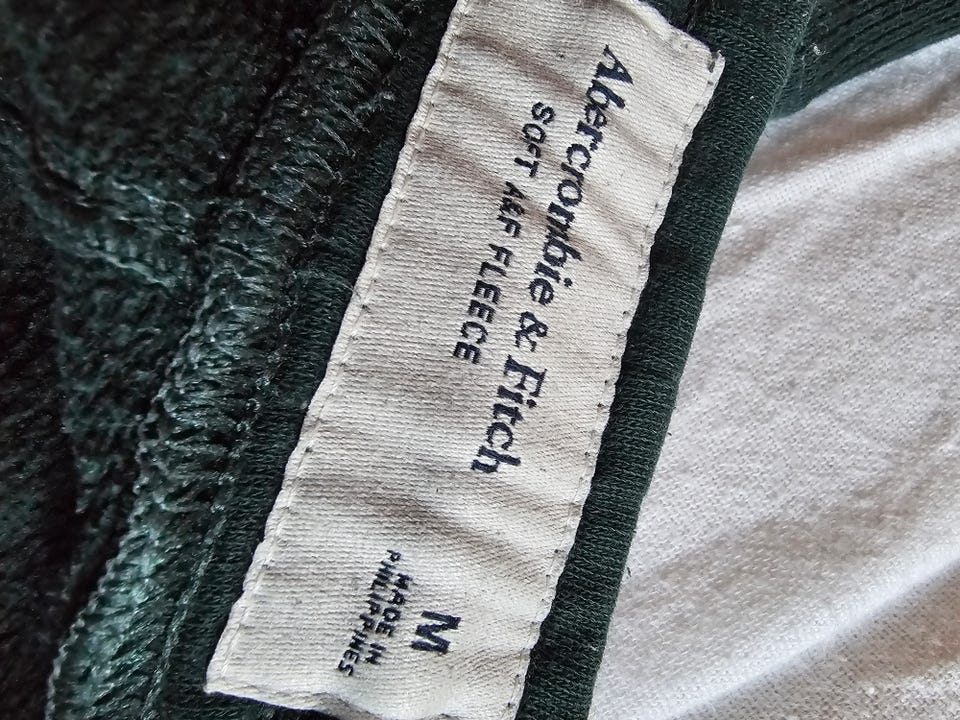 Abercrombie & Fitch
SOFT A&F FLEECE
M
MADE IN
PHILIPPINES